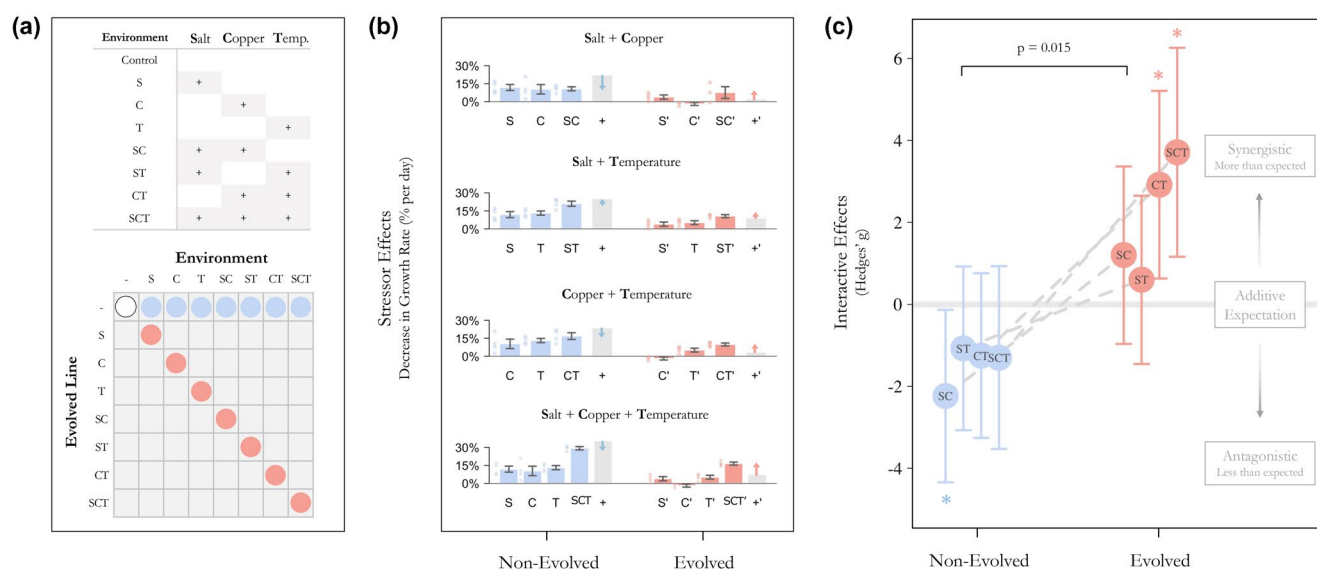 (a)
Environment Salt Copper Temp.
Control
S +
C +
T +
SC + +
ST + +
CT + +
SCT + + +
Environment
- S C T SC ST CT SCT
Evolved Line
-
S
C
T
SC
ST
CT
SCT
(b)
Stressor Effects
Decrease in Growth Rate (% per day)
Salt + Copper
30%
15%
0%
S C SC + S' C' SC' +'
Salt + Temperature
30%
15%
0%
S T ST + S' T ST' +'
Copper + Temperature
30%
15%
0%
C T CT + C' T' CT' +'
Salt + Copper + Temperature
30%
15%
0%
S C T SCT + S' C' T' SCT' +'
Non-Evolved Evolved
(c)
Interactive Effects
(Hedges' g)
6
4
2
0
-2
-4
p = 0.015
*
*
SCT
CT
SC
ST
ST
CT
SCT
SC
*
Synergistic
More than expected
Additive
Expectation
Antagonistic
Less than expected
Non-Evolved Evolved